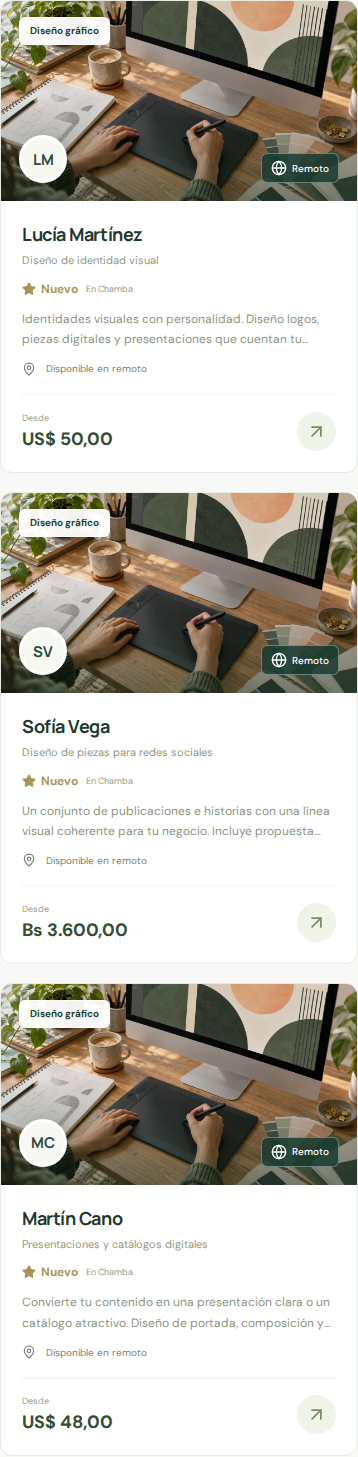 Diseño gráfico
LM
Remoto
Lucía Martínez
Diseño de identidad visual
Nuevo En Chamba
Identidades visuales con personalidad. Diseño logos,
piezas digitales y presentaciones que cuentan tu...
Disponible en remoto
Desde
US$ 50,00
Diseño gráfico
SV
Remoto
Sofía Vega
Diseño de piezas para redes sociales
Nuevo En Chamba
Un conjunto de publicaciones e historias con una línea
visual coherente para tu negocio. Incluye propuesta...
Disponible en remoto
Desde
Bs 3.600,00
Diseño gráfico
MC
Remoto
Martín Cano
Presentaciones y catálogos digitales
Nuevo En Chamba
Convierte tu contenido en una presentación clara o un
catálogo atractivo. Diseño de portada, composición y...
Disponible en remoto
Desde
US$ 48,00